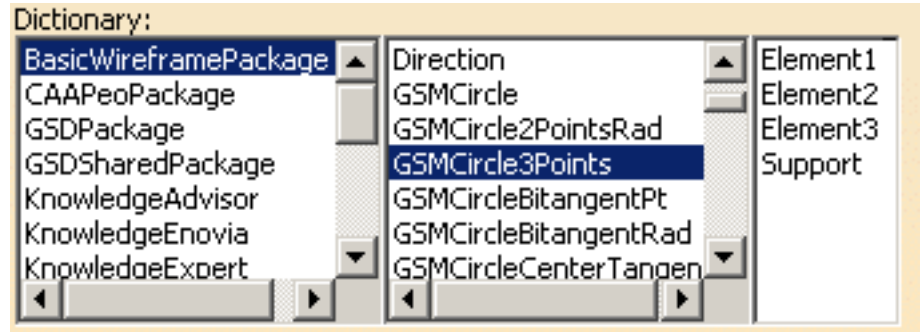 Dictionary:
BasicWireframePackage
CAAPeoPackage
GSDPackage
GSDSharedPackage
KnowledgeAdvisor
KnowledgeEnovia
KnowledgeExpert
Direction
GSMCircle
GSMCircle2PointsRad
GSMCircle3Points
GSMCircleBitangentPt
GSMCircleBitangentRad
GSMCircleCenterTangen
Element1
Element2
Element3
Support